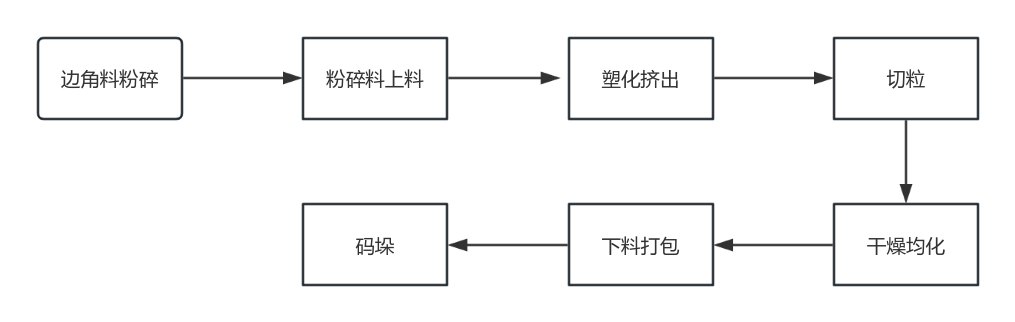 边角料粉碎
粉碎料上料
塑化挤出
切粒
干燥均化
下料打包
码垛